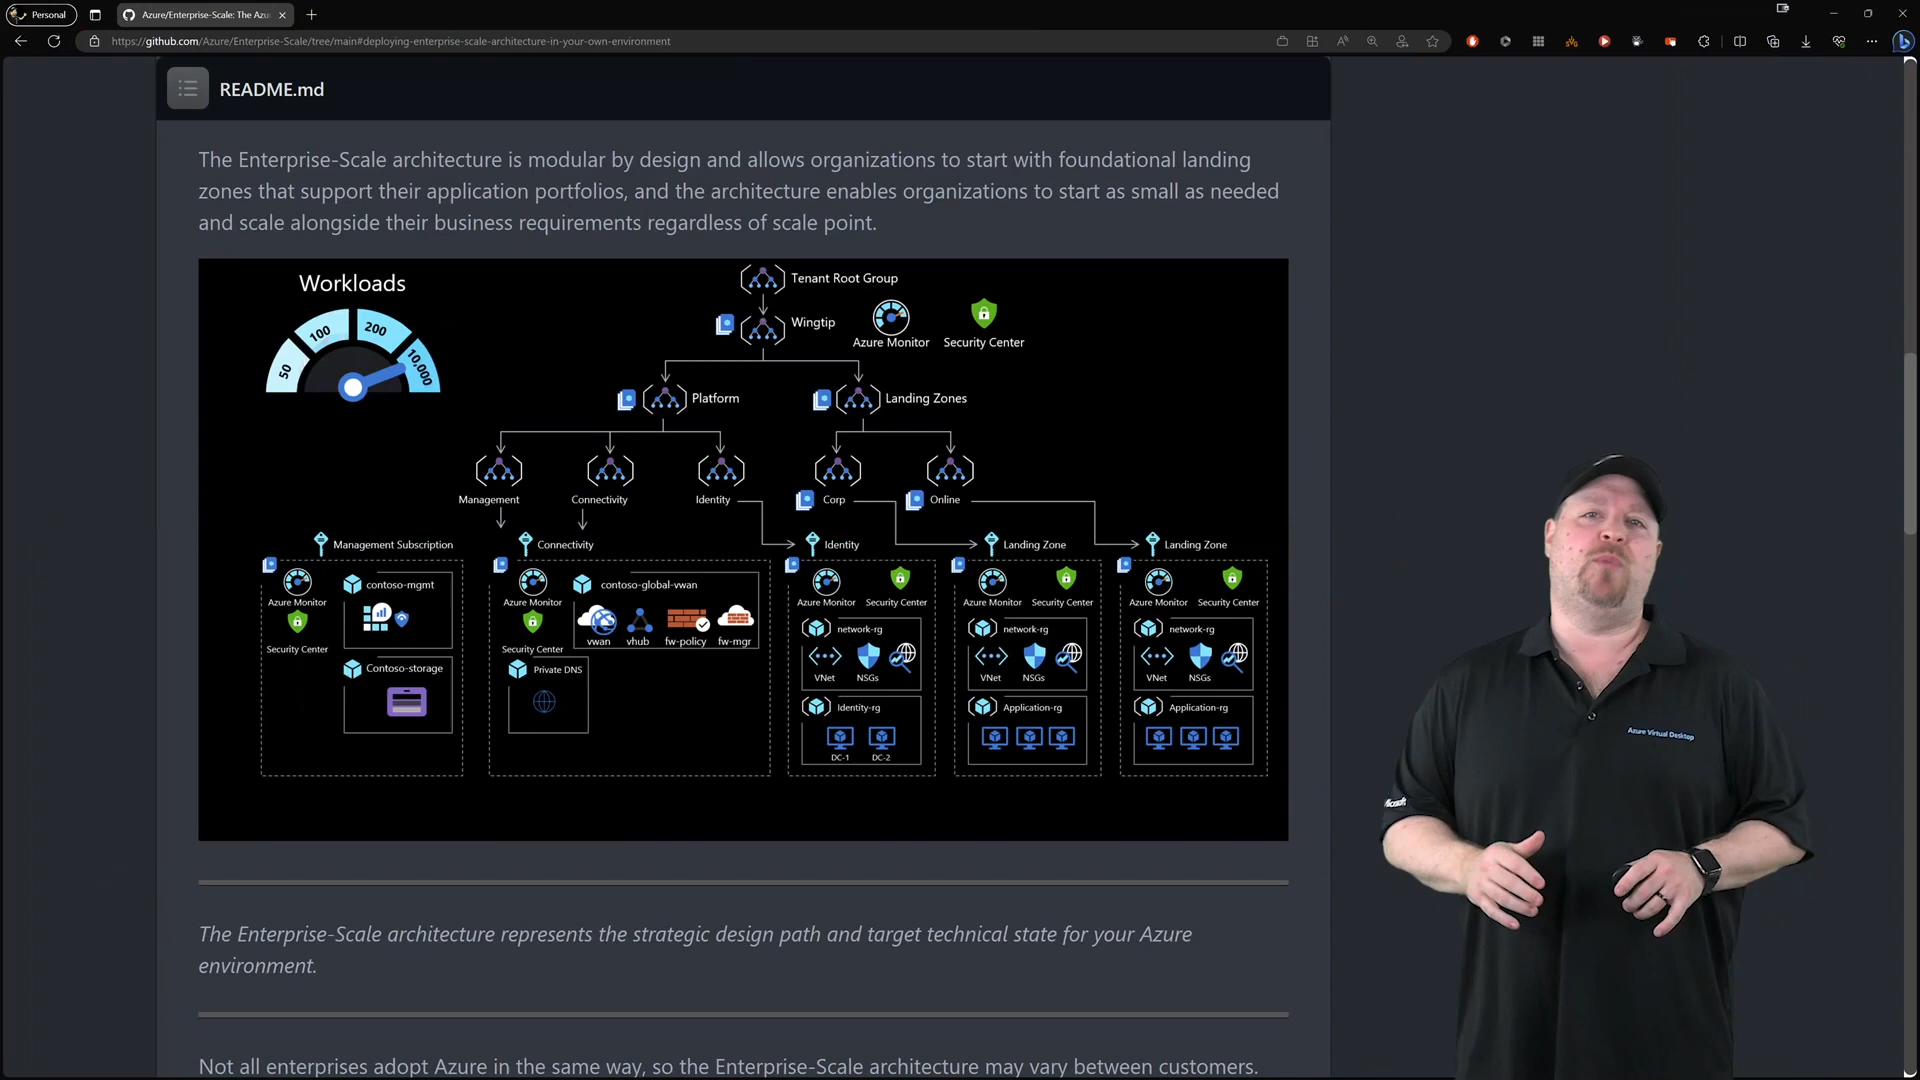 Personal
Azure/Enterprise-Scale: The Azu
https://github.com/Azure/Enterprise-Scale/tree/main#deploying-enterprise-scale-architecture-in-your-own-environment
README.md
The Enterprise-Scale architecture is modular by design and allows organizations to start with foundational landing
zones that support their application portfolios, and the architecture enables organizations to start as small as needed
and scale alongside their business requirements regardless of scale point.
Workloads
50
100
200
10,000
Tenant Root Group
Wingtip
Azure Monitor
Security Center
Platform
Landing Zones
Management
Connectivity
Identity
Corp
Online
Management Subscription
Azure Monitor
Security Center
contoso-mgmt
Contoso-storage
Connectivity
Azure Monitor
Security Center
contoso-global-vwan
vwan
vhub
fw-policy
fw-mgr
Private DNS
Identity
Azure Monitor
Security Center
network-rg
VNet
NSGs
Identity-rg
DC-1
DC-2
Landing Zone
Azure Monitor
Security Center
network-rg
VNet
NSGs
Application-rg
Landing Zone
Azure Monitor
Security Center
network-rg
VNet
NSGs
Application-rg
The Enterprise-Scale architecture represents the strategic design path and target technical state for your Azure
environment.
Not all enterprises adopt Azure in the same way, so the Enterprise-Scale architecture may vary between customers.
Azure Virtual Desktop
Microsoft